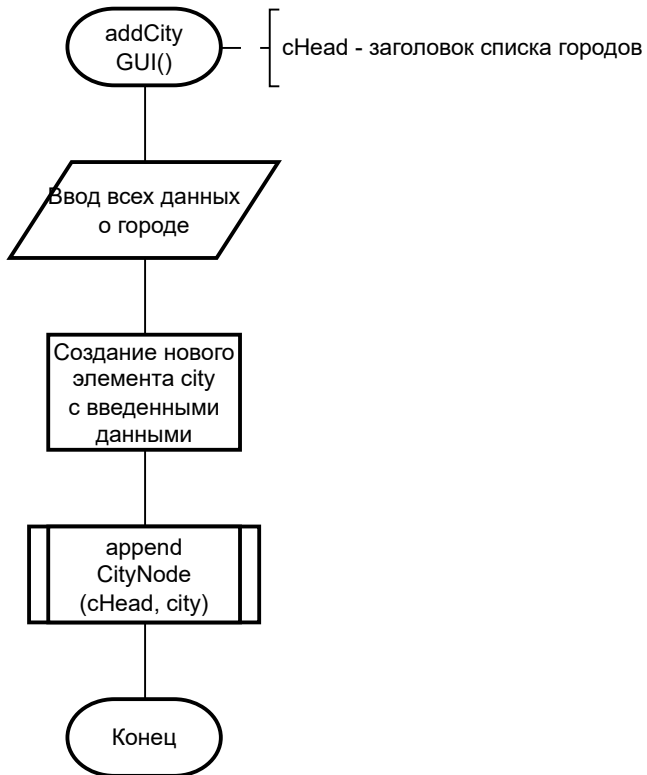 addCity
GUI()
cHead - заголовок списка городов
Ввод всех данных
о городе
Создание нового
элемента city
с введенными
данными
append
CityNode
(cHead, city)
Конец